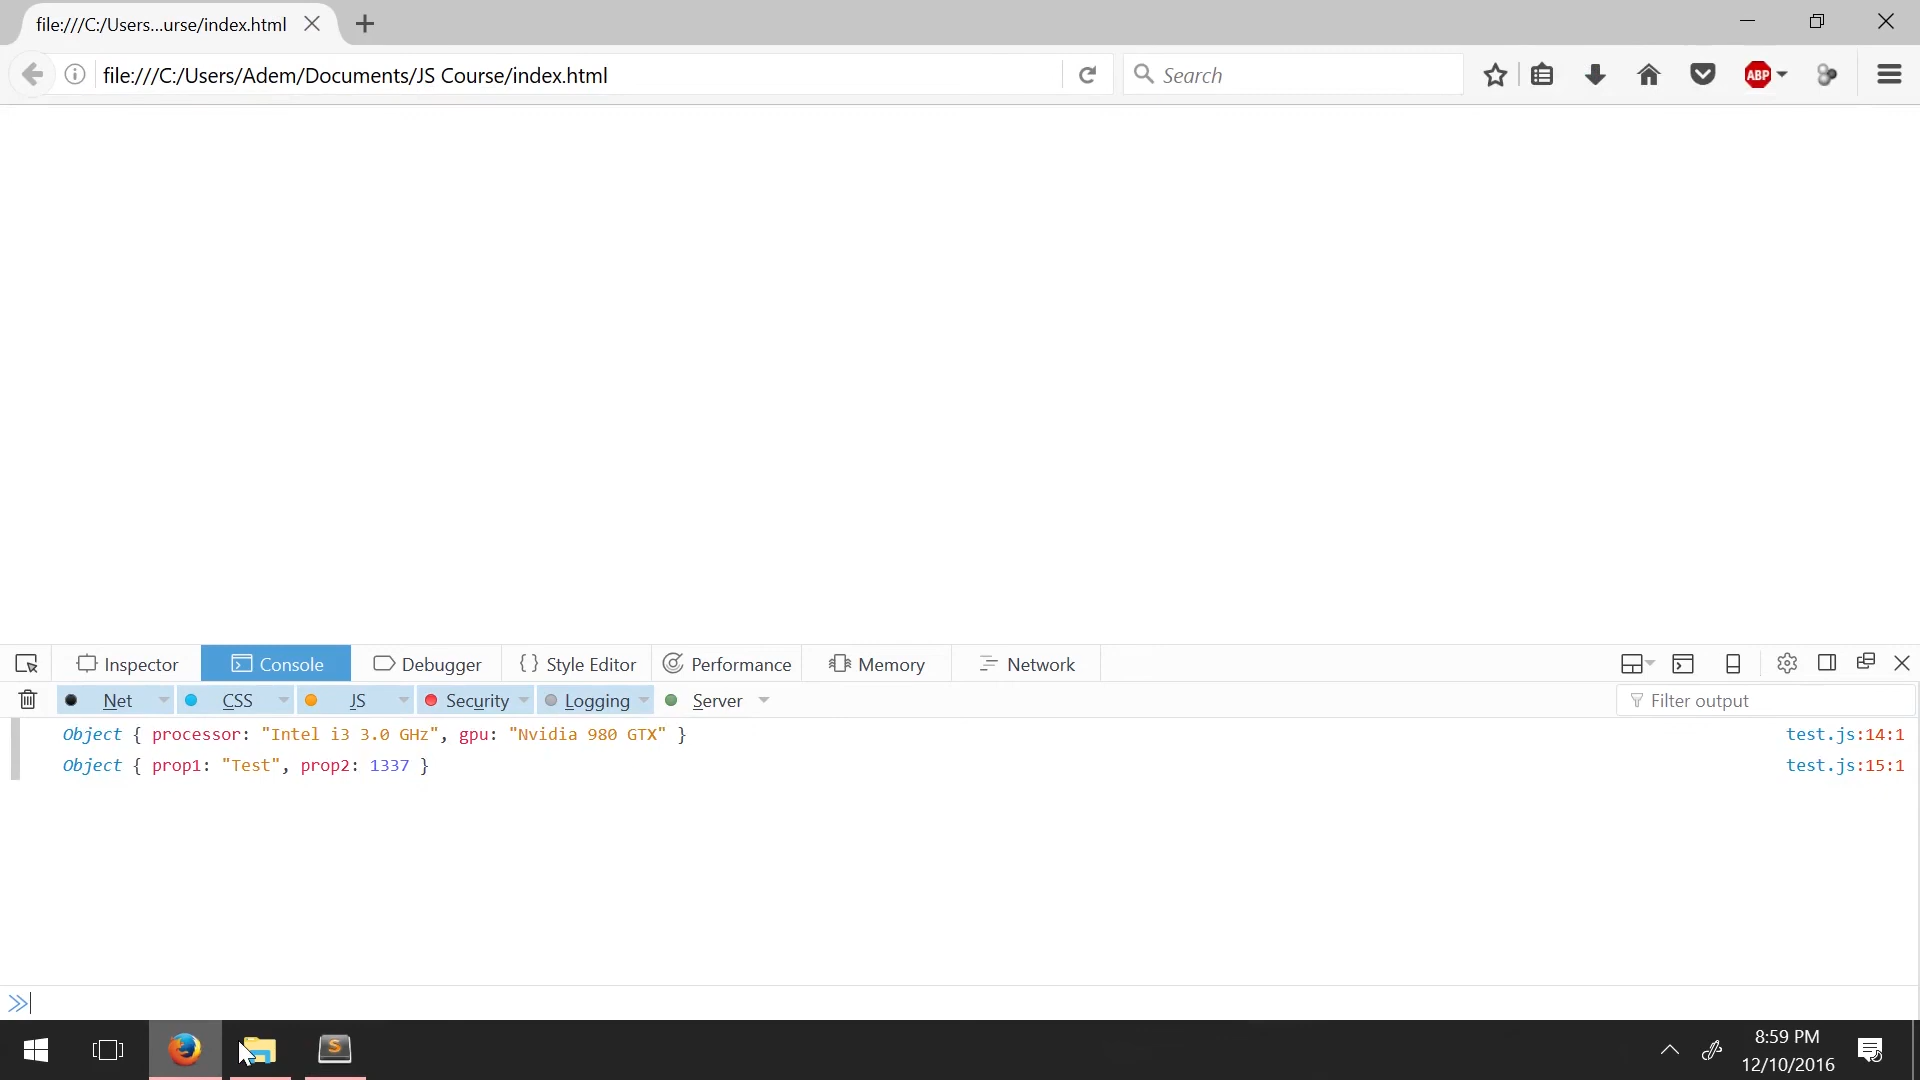 file:///C:/Users...urse/index.html
file:///C:/Users/Adem/Documents/JS Course/index.html
Search
ABP
Inspector
Console
Debugger
Style Editor
Performance
Memory
Network
Net
CSS
JS
Security
Logging
Server
Filter output
Object { processor: "Intel i3 3.0 GHz", gpu: "Nvidia 980 GTX" }
test.js:14:1
Object { prop1: "Test", prop2: 1337 }
test.js:15:1
8:59 PM
12/10/2016